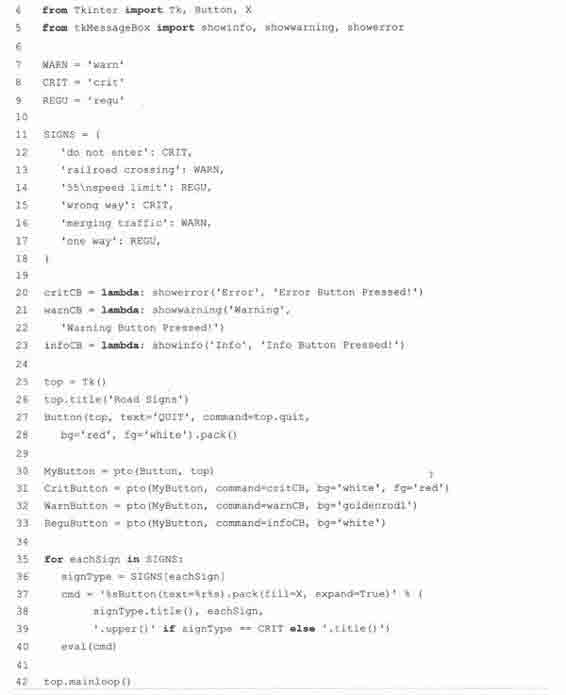 4 from Tkinter import Tk, Button, X
5 from tkMessageBox import showinfo, showwarning, showerror
6
7 WARN = 'warn'
8 CRIT = 'crit'
9 REGU = 'regu'
10
11 SIGNS = {
12 'do not enter': CRIT,
13 'railroad crossing': WARN,
14 '55\nspeed limit': REGU,
15 'wrong way': CRIT,
16 'merging traffic': WARN,
17 'one way': REGU,
18 }
19
20 critCB = lambda: showerror('Error', 'Error Button Pressed!')
21 warnCB = lambda: showwarning('Warning',
22 'Warning Button Pressed!')
23 infoCB = lambda: showinfo('Info', 'Info Button Pressed!')
24
25 top = Tk()
26 top.title('Road Signs')
27 Button(top, text='QUIT', command=top.quit,
28 bg='red', fg='white').pack()
29
30 MyButton = pto(Button, top)
31 CritButton = pto(MyButton, command=critCB, bg='white', fg='red')
32 WarnButton = pto(MyButton, command=warnCB, bg='goldenrod1')
33 ReguButton = pto(MyButton, command=infoCB, bg='white')
34
35 for eachSign in SIGNS:
36 signType = SIGNS[eachSign]
37 cmd = '%sButton(text=%r%s).pack(fill=X, expand=True)' % (
38 signType.title(), eachSign,
39 '.upper()' if signType == CRIT else '.title()')
40 eval(cmd)
41
42 top.mainloop()